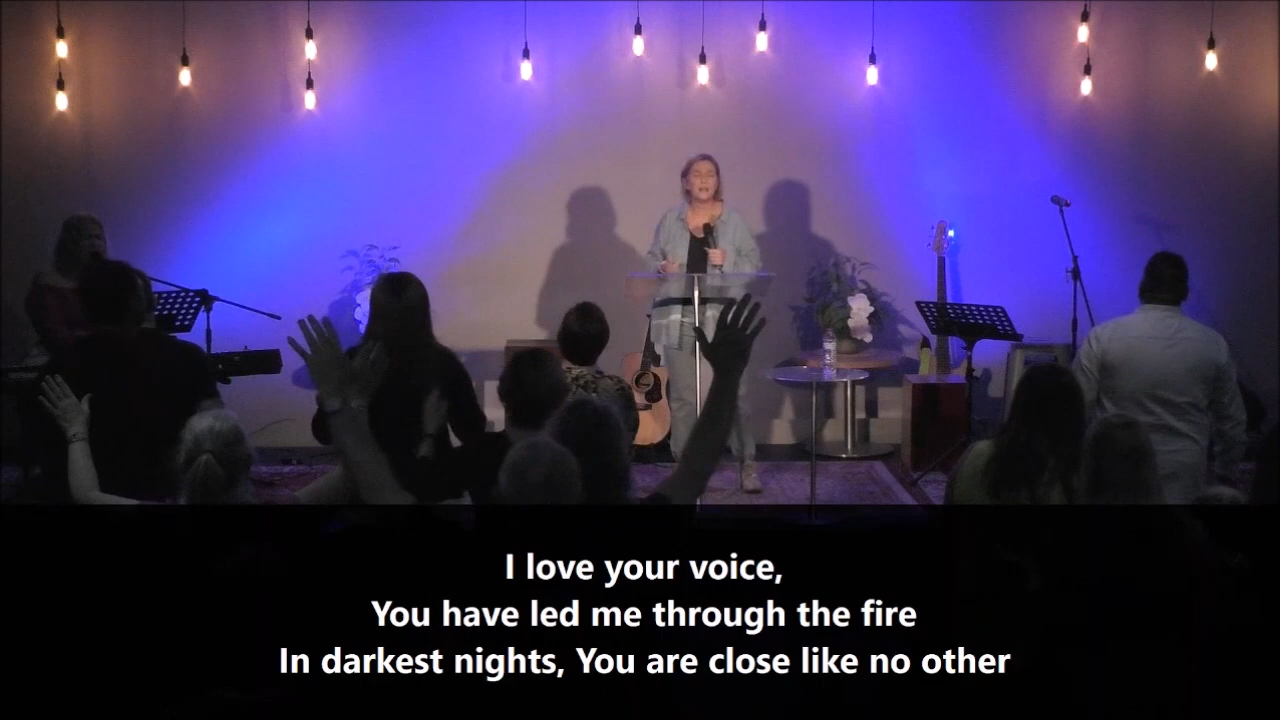 I love your voice,
You have led me through the fire
In darkest nights, You are close like no other